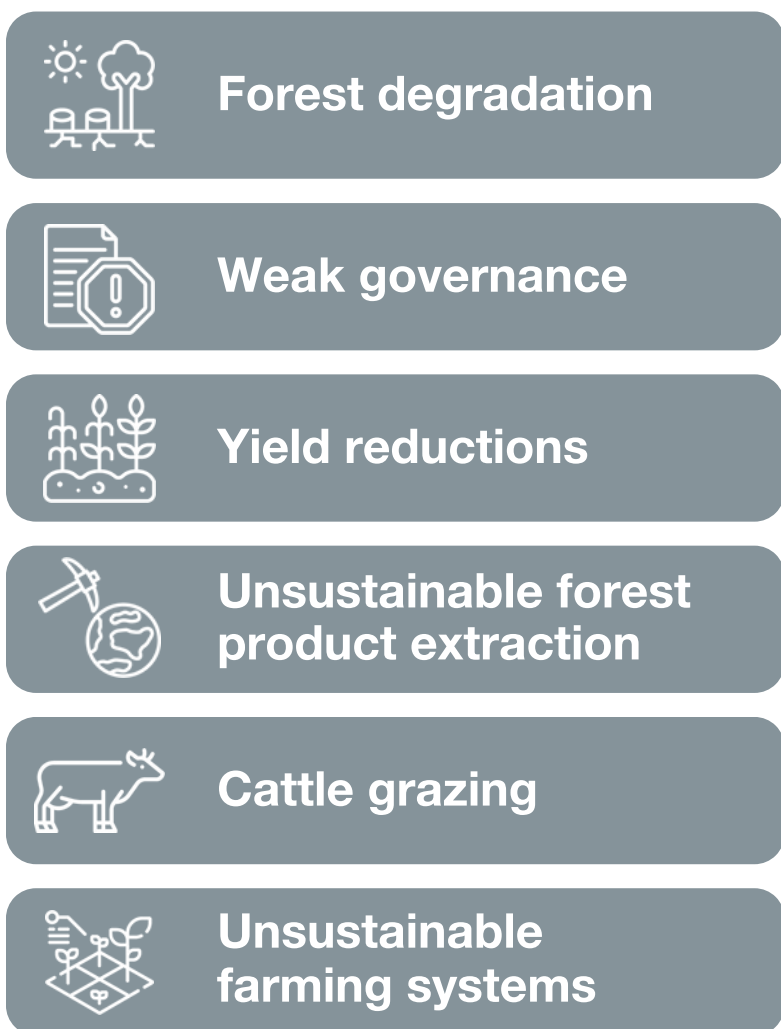 Forest degradation
Weak governance
Yield reductions
Unsustainable forest
product extraction
Cattle grazing
Unsustainable
farming systems